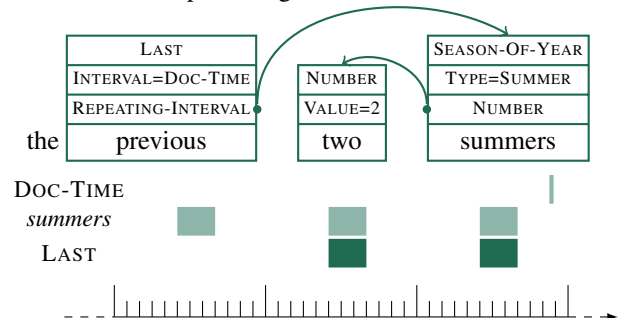 previous
LAST SEASON-OF-YEAR
INTERVAL=DOC-TIME NUMBER TYPE=SUMMER
REPEATING-INTERVAL VALUE=2 NUMBER
the previous two summers
DOC-TIME
summers
LAST